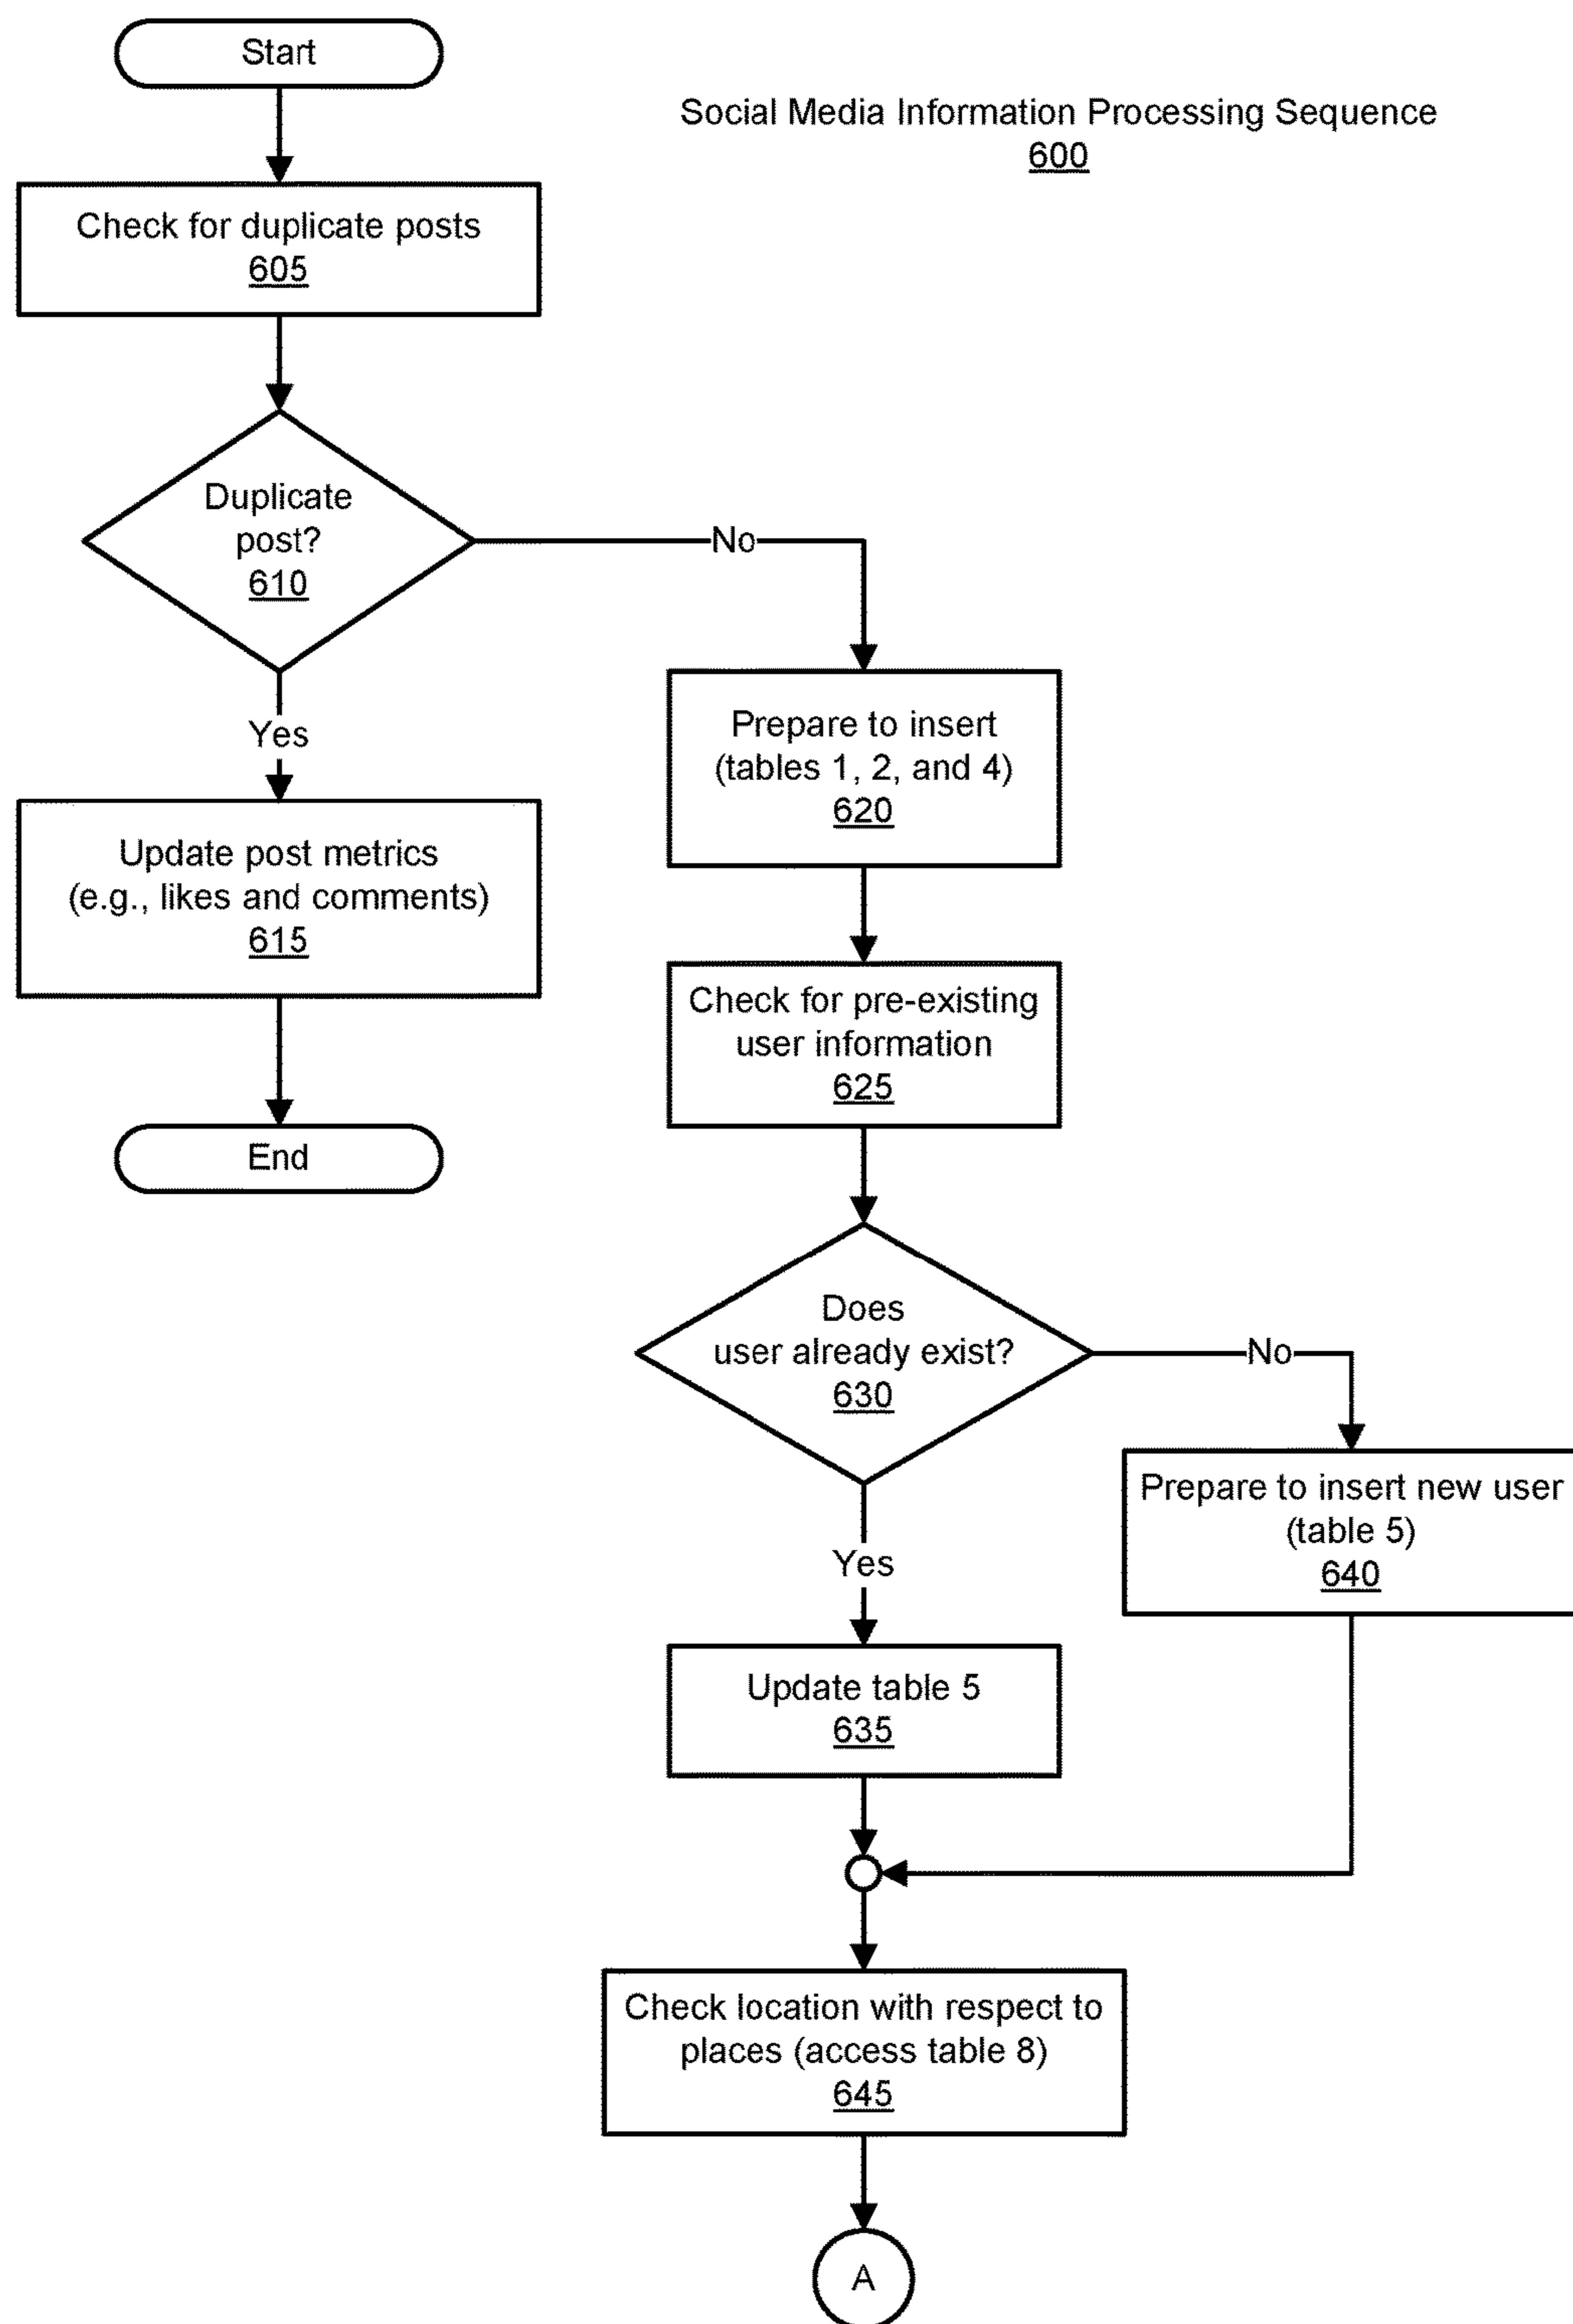 Start
Social Media Information Processing Sequence
600
Check for duplicate posts
605
Duplicate
post?
610
No
Yes
Update post metrics
(e.g., likes and comments)
615
End
Prepare to insert
(tables 1, 2, and 4)
620
Check for pre-existing
user information
625
Does
user already exist?
630
No
Prepare to insert new user
(table 5)
640
Yes
Update table 5
635
Check location with respect to
places (access table 8)
645
A